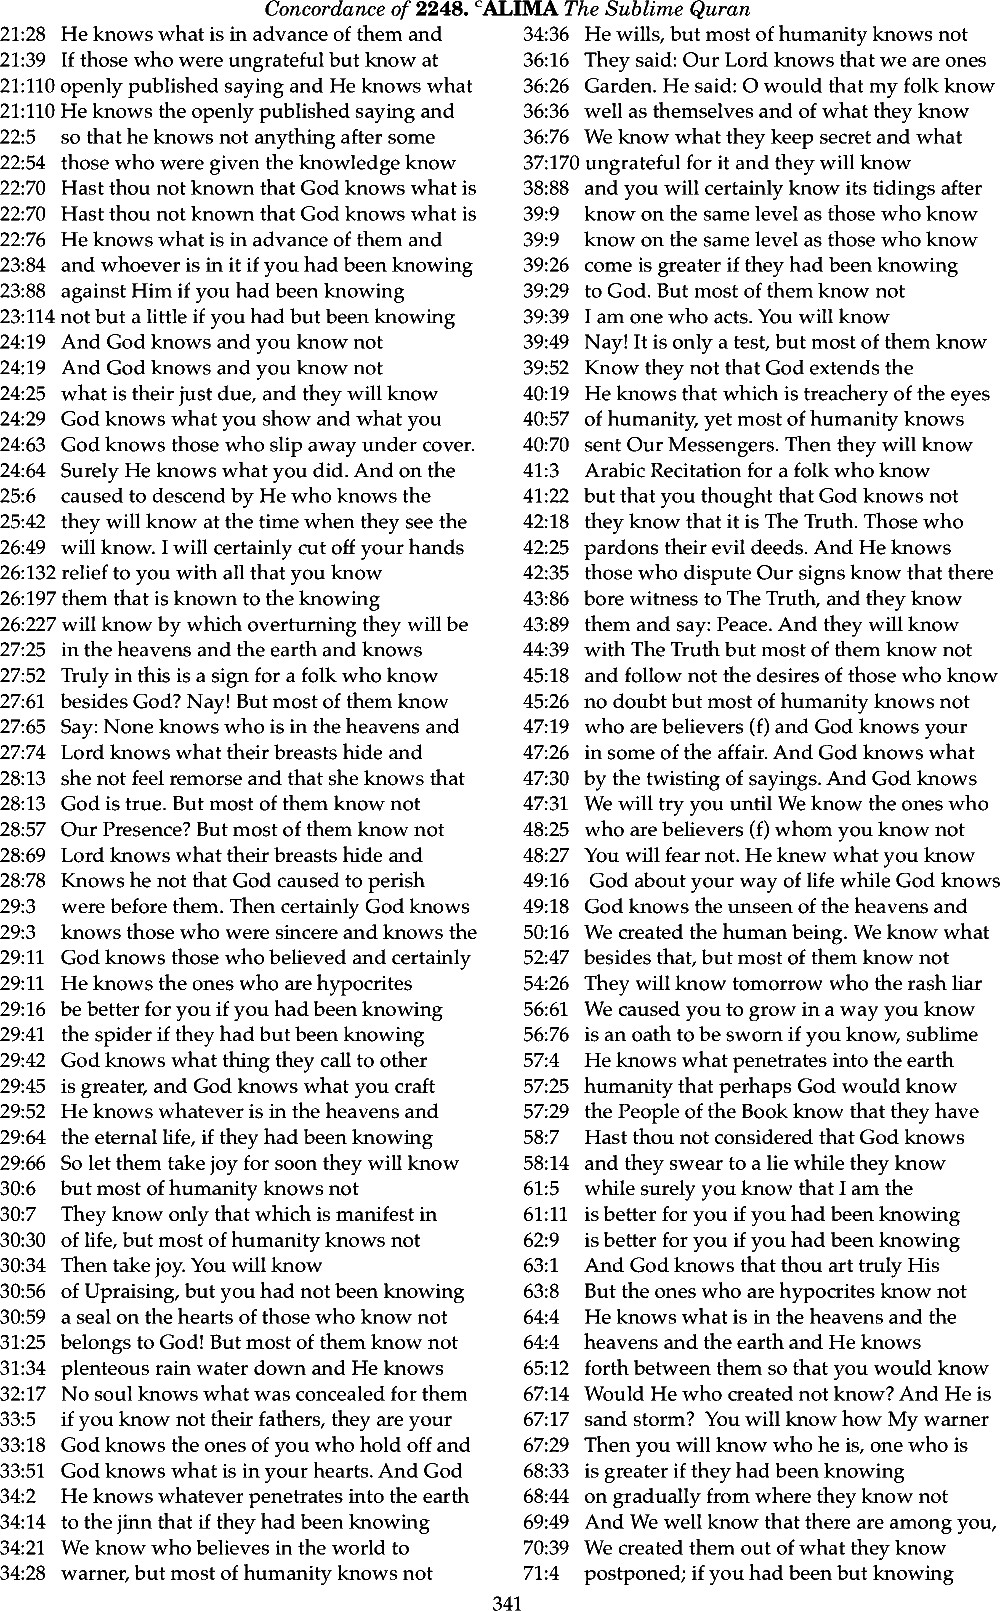 Concordance of 2248. ᶜALIMA The Sublime Quran
21:28 He knows what is in advance of them and
21:39 If those who were ungrateful but know at
21:110 openly published saying and He knows what
21:110 He knows the openly published saying and
22:5 so that he knows not anything after some
22:54 those who were given the knowledge know
22:70 Hast thou not known that God knows what is
22:70 Hast thou not known that God knows what is
22:76 He knows what is in advance of them and
23:84 and whoever is in it if you had been knowing
23:88 against Him if you had been knowing
23:114 not but a little if you had but been knowing
24:19 And God knows and you know not
24:19 And God knows and you know not
24:25 what is their just due, and they will know
24:29 God knows what you show and what you
24:63 God knows those who slip away under cover.
24:64 Surely He knows what you did. And on the
25:6 caused to descend by He who knows the
25:42 they will know at the time when they see the
26:49 will know. I will certainly cut off your hands
26:132 relief to you with all that you know
26:197 them that is known to the knowing
26:227 will know by which overturning they will be
27:25 in the heavens and the earth and knows
27:52 Truly in this is a sign for a folk who know
27:61 besides God? Nay! But most of them know
27:65 Say: None knows who is in the heavens and
27:74 Lord knows what their breasts hide and
28:13 she not feel remorse and that she knows that
28:13 God is true. But most of them know not
28:57 Our Presence? But most of them know not
28:69 Lord knows what their breasts hide and
28:78 Knows he not that God caused to perish
29:3 were before them. Then certainly God knows
29:3 knows those who were sincere and knows the
29:11 God knows those who believed and certainly
29:11 He knows the ones who are hypocrites
29:16 be better for you if you had been knowing
29:41 the spider if they had but been knowing
29:42 God knows what thing they call to other
29:45 is greater, and God knows what you craft
29:52 He knows whatever is in the heavens and
29:64 the eternal life, if they had been knowing
29:66 So let them take joy for soon they will know
30:6 but most of humanity knows not
30:7 They know only that which is manifest in
30:30 of life, but most of humanity knows not
30:34 Then take joy. You will know
30:56 of Upraising, but you had not been knowing
30:59 a seal on the hearts of those who know not
31:25 belongs to God! But most of them know not
31:34 plenteous rain water down and He knows
32:17 No soul knows what was concealed for them
33:5 if you know not their fathers, they are your
33:18 God knows the ones of you who hold off and
33:51 God knows what is in your hearts. And God
34:2 He knows whatever penetrates into the earth
34:14 to the jinn that if they had been knowing
34:21 We know who believes in the world to
34:28 warner, but most of humanity knows not
34:36 He wills, but most of humanity knows not
36:16 They said: Our Lord knows that we are ones
36:26 Garden. He said: O would that my folk know
36:36 well as themselves and of what they know
36:76 We know what they keep secret and what
37:170 ungrateful for it and they will know
38:88 and you will certainly know its tidings after
39:9 know on the same level as those who know
39:9 know on the same level as those who know
39:26 come is greater if they had been knowing
39:29 to God. But most of them know not
39:39 I am one who acts. You will know
39:49 Nay! It is only a test, but most of them know
39:52 Know they not that God extends the
40:19 He knows that which is treachery of the eyes
40:57 of humanity, yet most of humanity knows
40:70 sent Our Messengers. Then they will know
41:3 Arabic Recitation for a folk who know
41:22 but that you thought that God knows not
42:18 they know that it is The Truth. Those who
42:25 pardons their evil deeds. And He knows
42:35 those who dispute Our signs know that there
43:86 bore witness to The Truth, and they know
43:89 them and say: Peace. And they will know
44:39 with The Truth but most of them know not
45:18 and follow not the desires of those who know
45:26 no doubt but most of humanity knows not
47:19 who are believers (f) and God knows your
47:26 in some of the affair. And God knows what
47:30 by the twisting of sayings. And God knows
47:31 We will try you until We know the ones who
48:25 who are believers (f) whom you know not
48:27 You will fear not. He knew what you know
49:16 God about your way of life while God knows
49:18 God knows the unseen of the heavens and
50:16 We created the human being. We know what
52:47 besides that, but most of them know not
54:26 They will know tomorrow who the rash liar
56:61 We caused you to grow in a way you know
56:76 is an oath to be sworn if you know, sublime
57:4 He knows what penetrates into the earth
57:25 humanity that perhaps God would know
57:29 the People of the Book know that they have
58:7 Hast thou not considered that God knows
58:14 and they swear to a lie while they know
61:5 while surely you know that I am the
61:11 is better for you if you had been knowing
62:9 is better for you if you had been knowing
63:1 And God knows that thou art truly His
63:8 But the ones who are hypocrites know not
64:4 He knows what is in the heavens and the
64:4 heavens and the earth and He knows
65:12 forth between them so that you would know
67:14 Would He who created not know? And He is
67:17 sand storm? You will know how My warner
67:29 Then you will know who he is, one who is
68:33 is greater if they had been knowing
68:44 on gradually from where they know not
69:49 And We well know that there are among you,
70:39 We created them out of what they know
71:4 postponed; if you had been but knowing
341